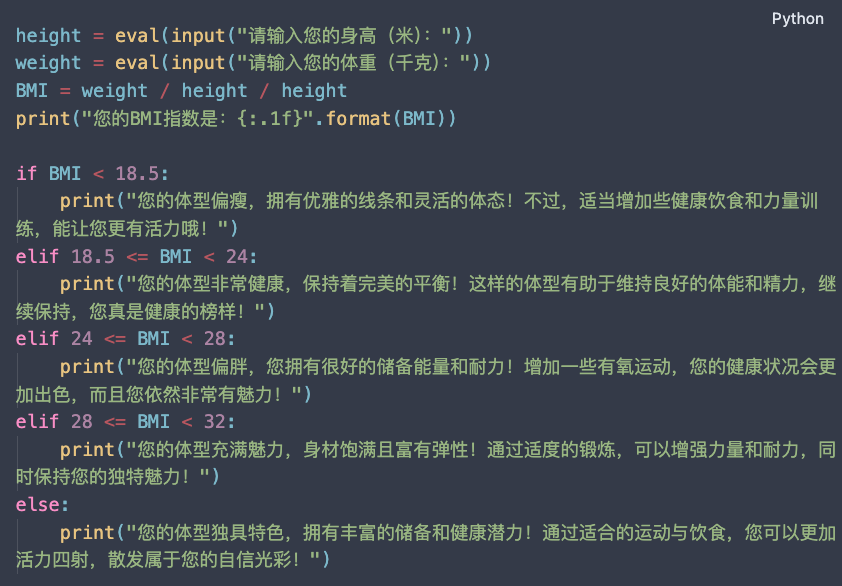 Python
height = eval(input("请输入您的身高（米）："))
weight = eval(input("请输入您的体重（千克）："))
BMI = weight / height / height
print("您的BMI指数是：{:.1f}".format(BMI))
if BMI < 18.5:
    print("您的体型偏瘦，拥有优雅的线条和灵活的体态！不过，适当增加些健康饮食和力量训
练，能让您更有活力哦！")
elif 18.5 <= BMI < 24:
    print("您的体型非常健康，保持着完美的平衡！这样的体型有助于维持良好的体能和精力，继
续保持，您真是健康的榜样！")
elif 24 <= BMI < 28:
    print("您的体型偏胖，您拥有很好的储备能量和耐力！增加一些有氧运动，您的健康状况会更
加出色，而且您依然非常有魅力！")
elif 28 <= BMI < 32:
    print("您的体型充满魅力，身材饱满且富有弹性！通过适度的锻炼，可以增强力量和耐力，同
时保持您的独特魅力！")
else:
    print("您的体型独具特色，拥有丰富的储备和健康潜力！通过适合的运动与饮食，您可以更加
活力四射，散发属于您的自信光彩！")